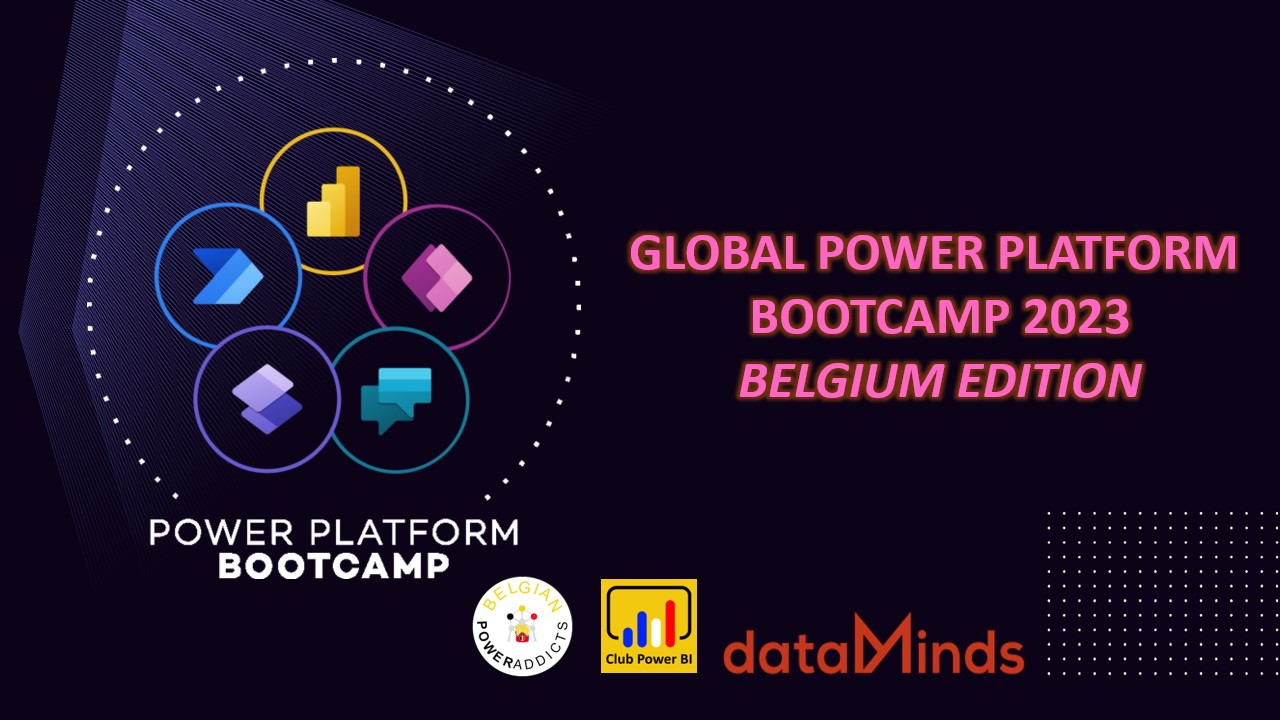 GLOBAL POWER PLATFORM
BOOTCAMP 2023
BELGIUM EDITION
POWER PLATFORM
BOOTCAMP
BELGIAN
POWERADDICTS
Club Power BI
dataMinds